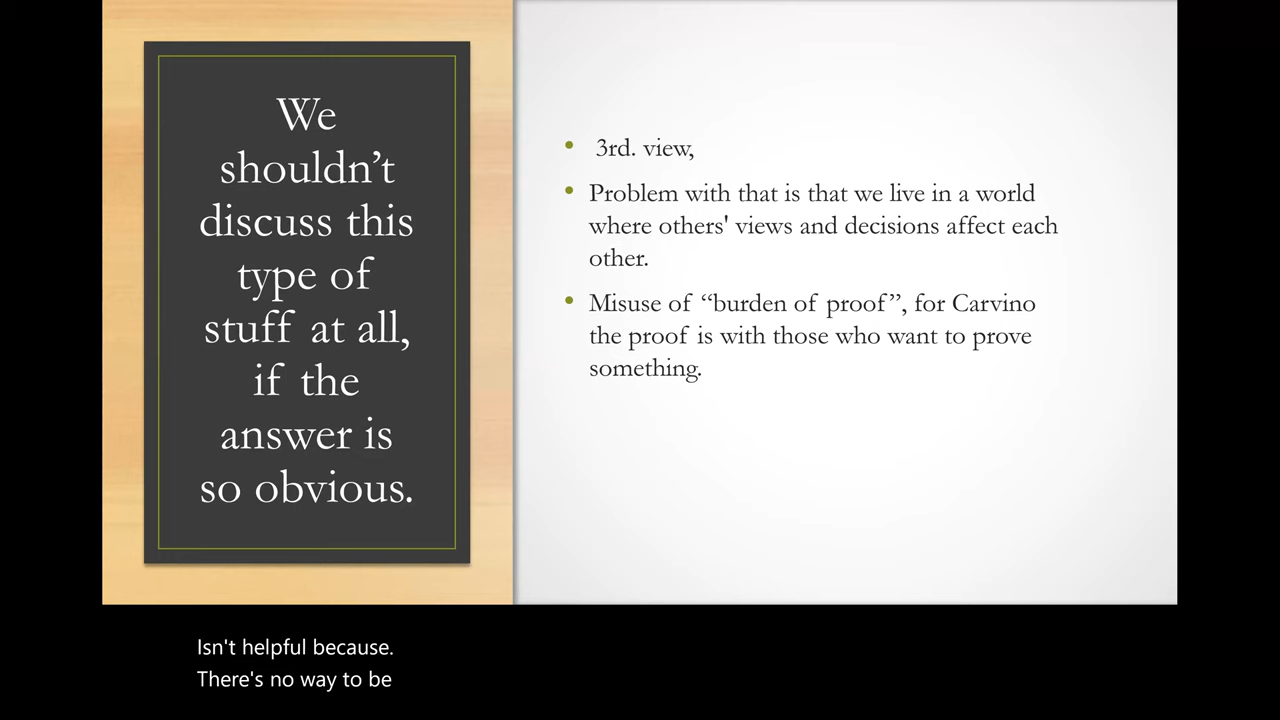 We
shouldn’t
discuss this
type of
stuff at all,
if the
answer is
so obvious.
• 3rd. view,
• Problem with that is that we live in a world
where others' views and decisions affect each
other.
• Misuse of “burden of proof”, for Carvino
the proof is with those who want to prove
something.
Isn't helpful because.
There's no way to be